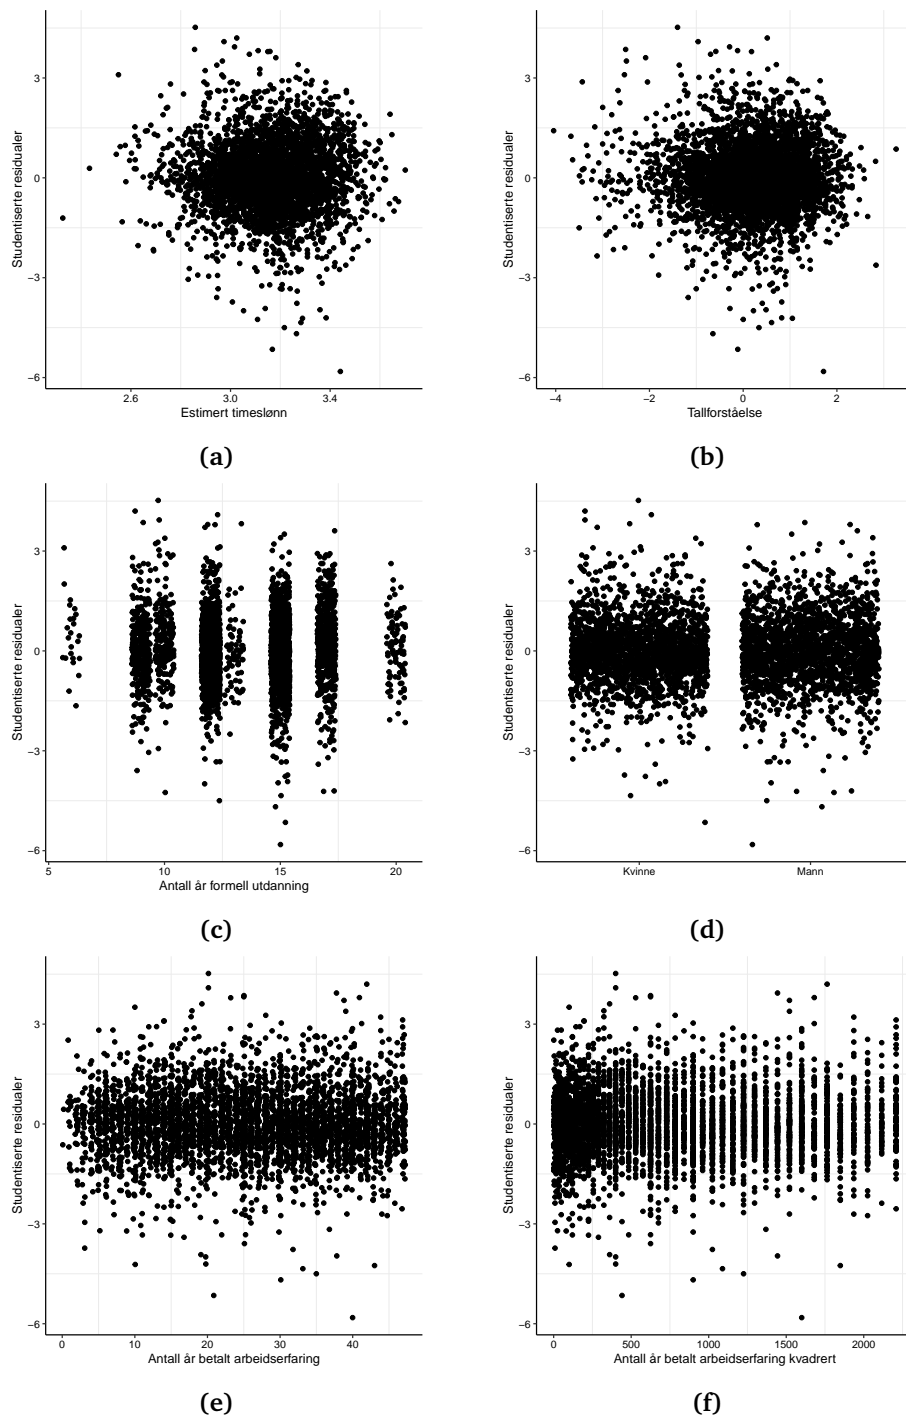 3
0
−3
−6
Studentiserte residualer
2.6 3.0 3.4
Estimert timeslønn
(a)
3
0
−3
−6
Studentiserte residualer
−4 −2 0 2
Tallforståelse
(b)
3
0
−3
−6
Studentiserte residualer
5 10 15 20
Antall år formell utdanning
(c)
3
0
−3
−6
Studentiserte residualer
Kvinne Mann
(d)
3
0
−3
−6
Studentiserte residualer
0 10 20 30 40
Antall år betalt arbeidserfaring
(e)
3
0
−3
−6
Studentiserte residualer
0 500 1000 1500 2000
Antall år betalt arbeidserfaring kvadrert
(f)